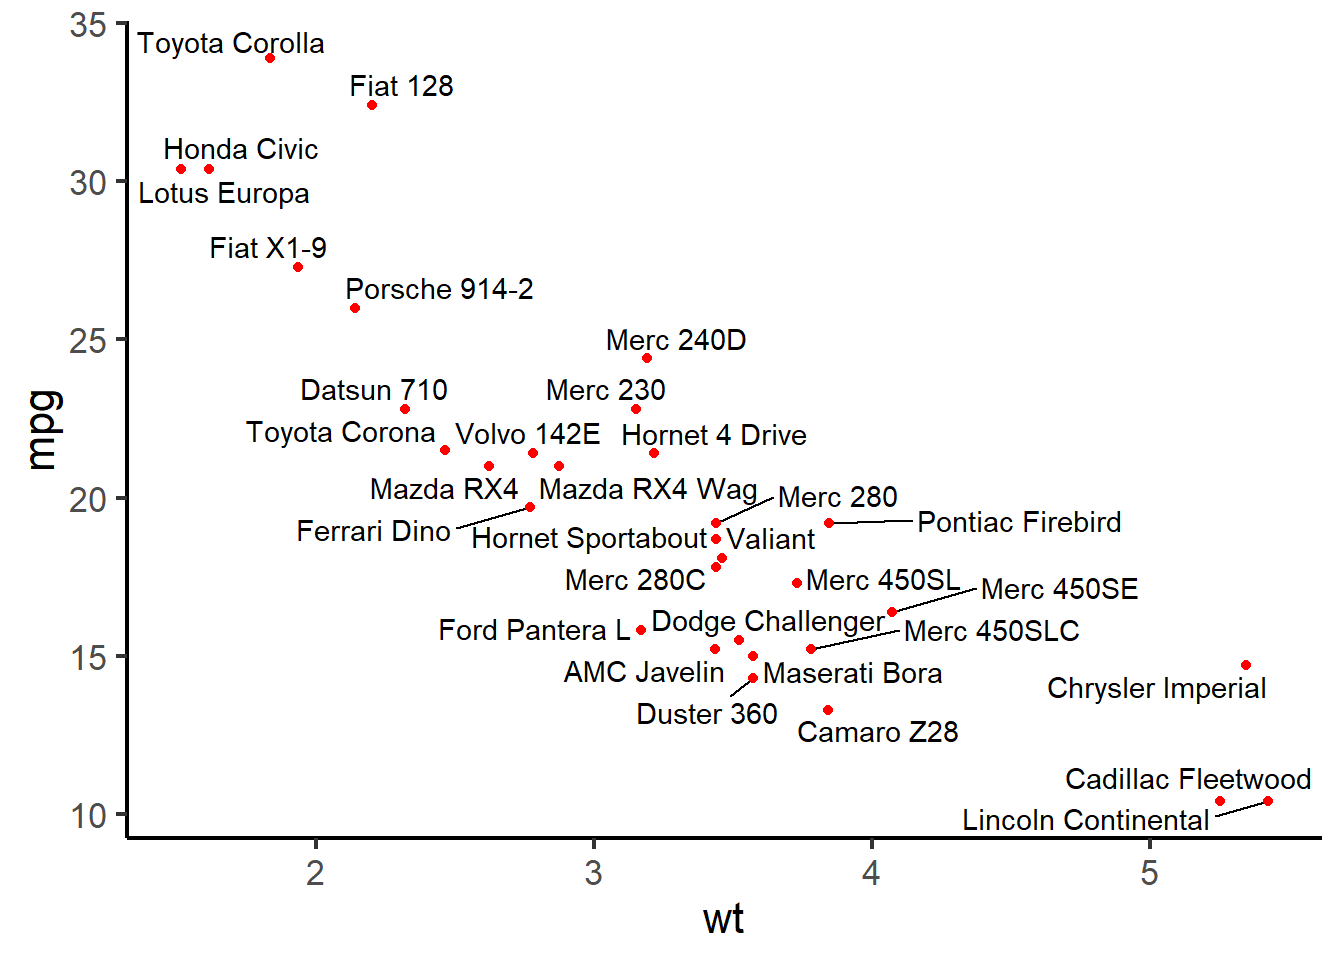 35
Toyota Corolla
Fiat 128
Honda Civic
30
Lotus Europa
Fiat X1-9
Porsche 914-2
25
Merc 240D
Datsun 710
Merc 230
mpg
Toyota Corona
Volvo 142E
Hornet 4 Drive
20
Mazda RX4
Mazda RX4 Wag
Merc 280
Ferrari Dino
Hornet Sportabout
Valiant
Pontiac Firebird
Merc 280C
Merc 450SL
Merc 450SE
Ford Pantera L
Dodge Challenger
Merc 450SLC
15
AMC Javelin
Maserati Bora
Chrysler Imperial
Duster 360
Camaro Z28
Cadillac Fleetwood
10
Lincoln Continental
2
3
4
5
wt